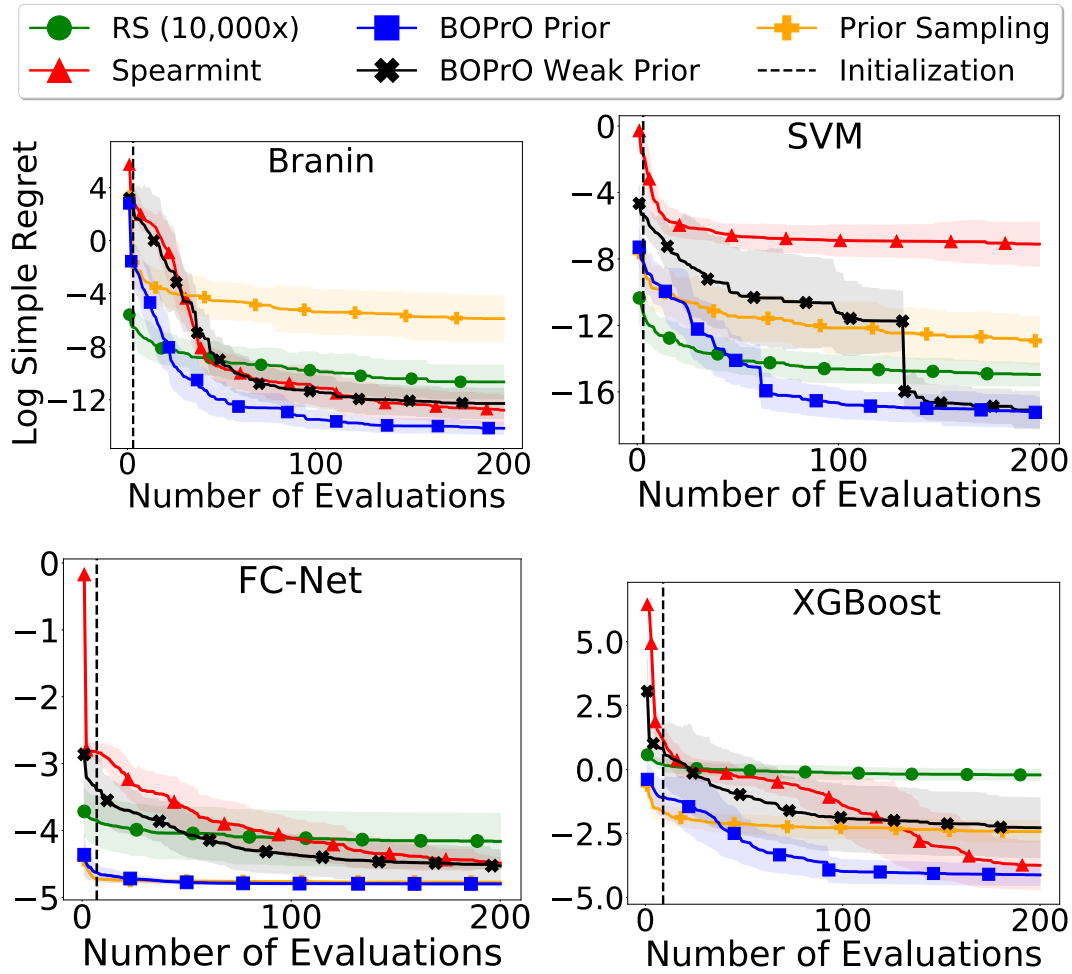 RS (10,000x) BOPrO Prior Prior Sampling
Spearmint BOPrO Weak Prior Initialization
Branin
4
0
−4
−8
−12
0 100 200
Log Simple Regret
Number of Evaluations
SVM
0
−4
−8
−12
−16
0 100 200
Number of Evaluations
FC-Net
0
−1
−2
−3
−4
−5
0 100 200
Number of Evaluations
XGBoost
5.0
2.5
0.0
−2.5
−5.0
0 100 200
Number of Evaluations